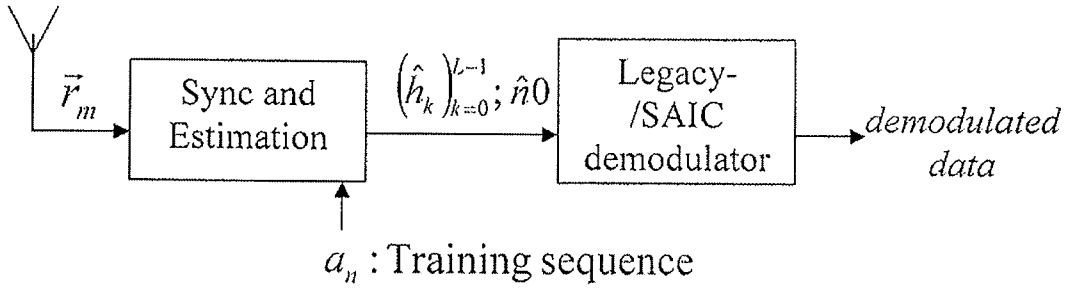 r⃗_m
Sync and
Estimation
(ĥ_k)_{k=0}^{L-1}; n̂0
Legacy-
/SAIC
demodulator
demodulated
data
a_n : Training sequence